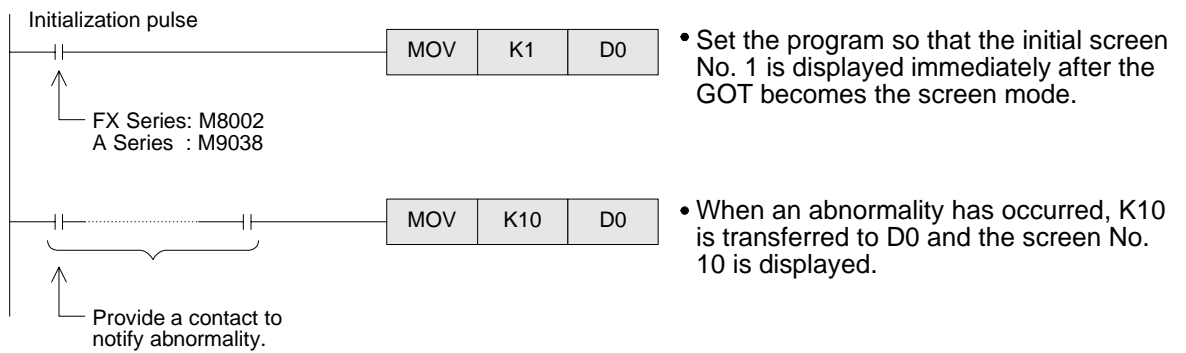 Initialization pulse
MOV K1 D0
• Set the program so that the initial screen
No. 1 is displayed immediately after the
GOT becomes the screen mode.
FX Series: M8002
A Series : M9038
MOV K10 D0
• When an abnormality has occurred, K10
is transferred to D0 and the screen No.
10 is displayed.
Provide a contact to
notify abnormality.